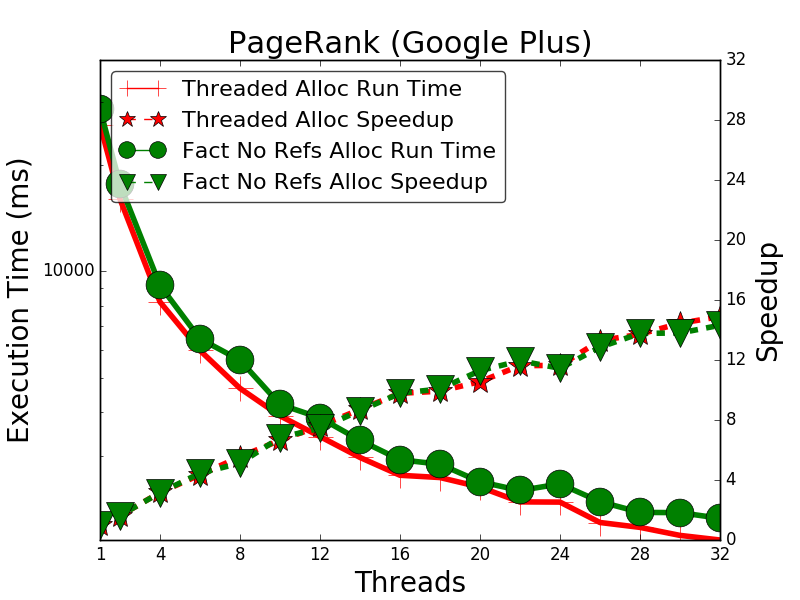 PageRank (Google Plus)
Threaded Alloc Run Time
Threaded Alloc Speedup
Fact No Refs Alloc Run Time
Fact No Refs Alloc Speedup
Execution Time (ms)
10000
Speedup
32
28
24
20
16
12
8
4
0
1 4 8 12 16 20 24 28 32
Threads